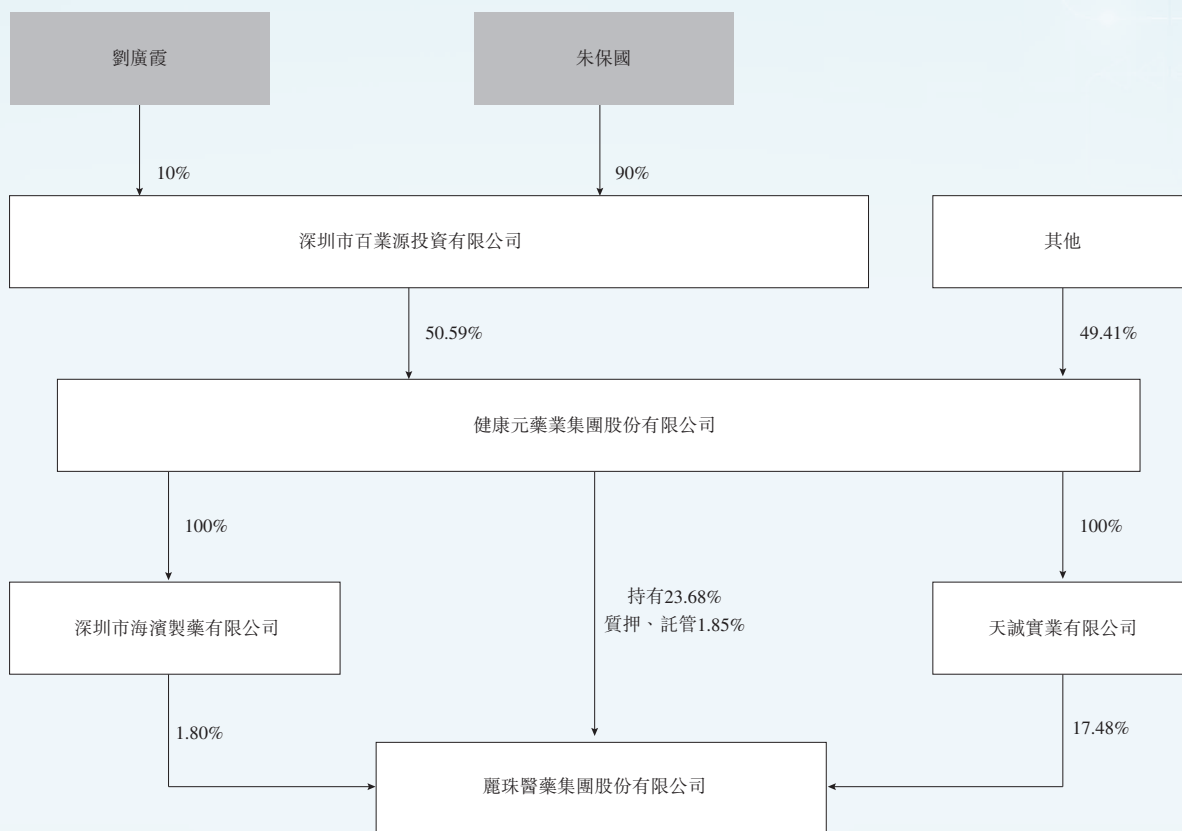 劉廣霞
朱保國
10%
90%
深圳市百業源投資有限公司
其他
50.59%
49.41%
健康元藥業集團股份有限公司
100%
100%
持有23.68%
質押、託管1.85%
深圳市海濱製藥有限公司
天誠實業有限公司
1.80%
17.48%
麗珠醫藥集團股份有限公司